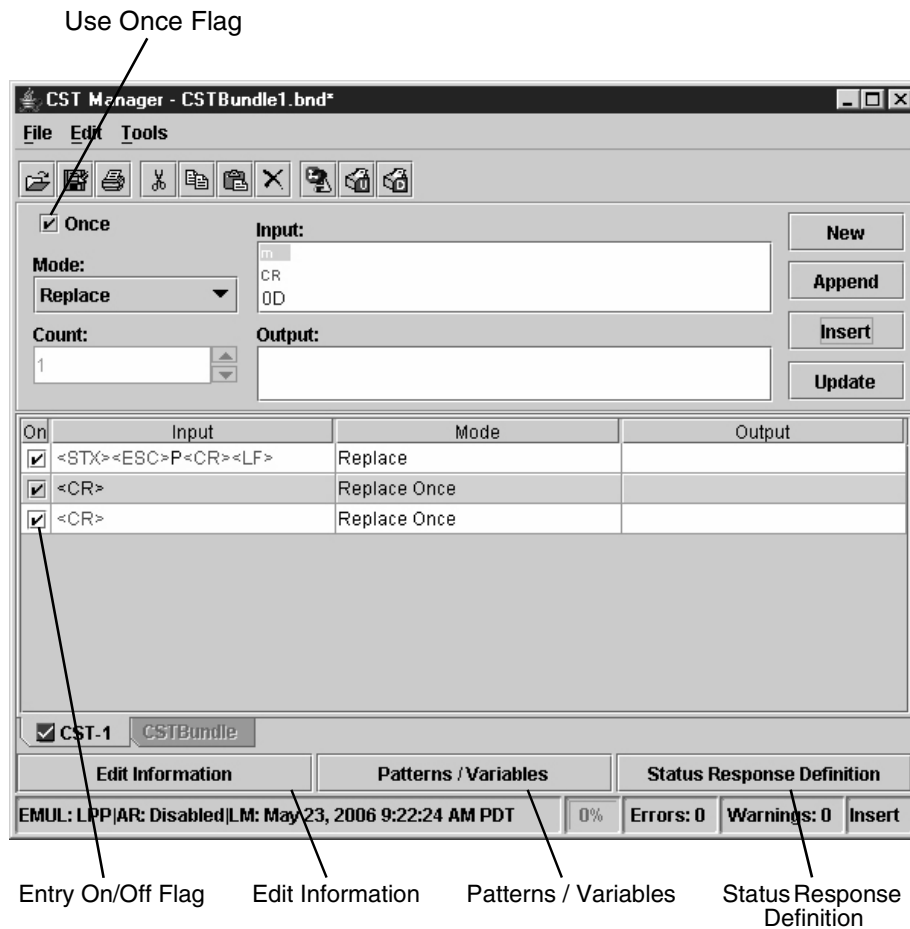 Use Once Flag
CST Manager - CSTBundle1.bnd*
File Edit Tools
Once
Input:
New
m
CR
0D
Mode:
Replace
Append
Count:
1
Output:
Insert
Update
On Input Mode Output
<STX><ESC>P<CR><LF> Replace
<CR> Replace Once
<CR> Replace Once
CST-1 CSTBundle
Edit Information Patterns / Variables Status Response Definition
EMUL: LPP|AR: Disabled|LM: May 23, 2006 9:22:24 AM PDT 0% Errors: 0 Warnings: 0 Insert
Entry On/Off Flag Edit Information Patterns / Variables Status Response
Definition